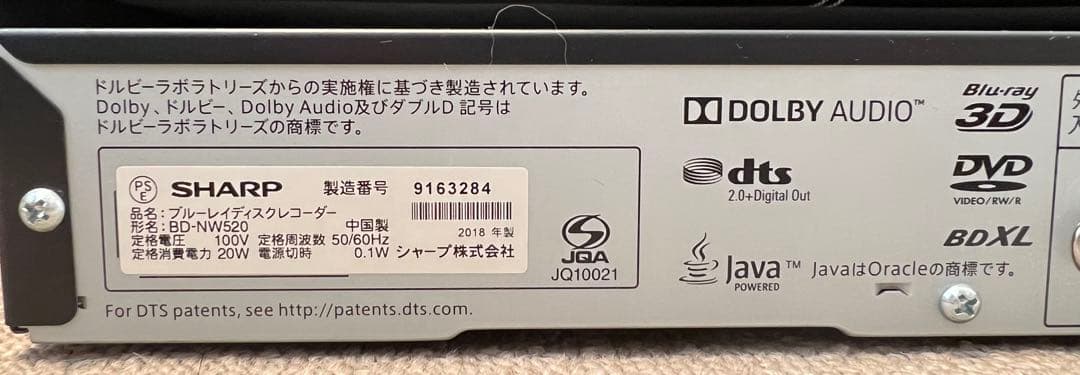 ドルビーラボラトリーズからの実施権に基づき製造されています。
Dolby、ドルビー、Dolby Audio及びダブルD 記号は
ドルビーラボラトリーズの商標です。
PS
E
SHARP 製造番号 9163284
品名: ブルーレイディスクレコーダー
形名: BD-NW520 中国製 2018 年製
定格電圧 100V 定格周波数 50/60Hz
定格消費電力 20W 電源切時 0.1W シャープ株式会社
JQA
JQ10021
For DTS patents, see http://patents.dts.com.
DOLBY AUDIO™
dts
2.0+Digital Out
Java™
POWERED
JavaはOracleの商標です。
Blu-ray
3D
DVD
VIDEO/RW/R
BDXL